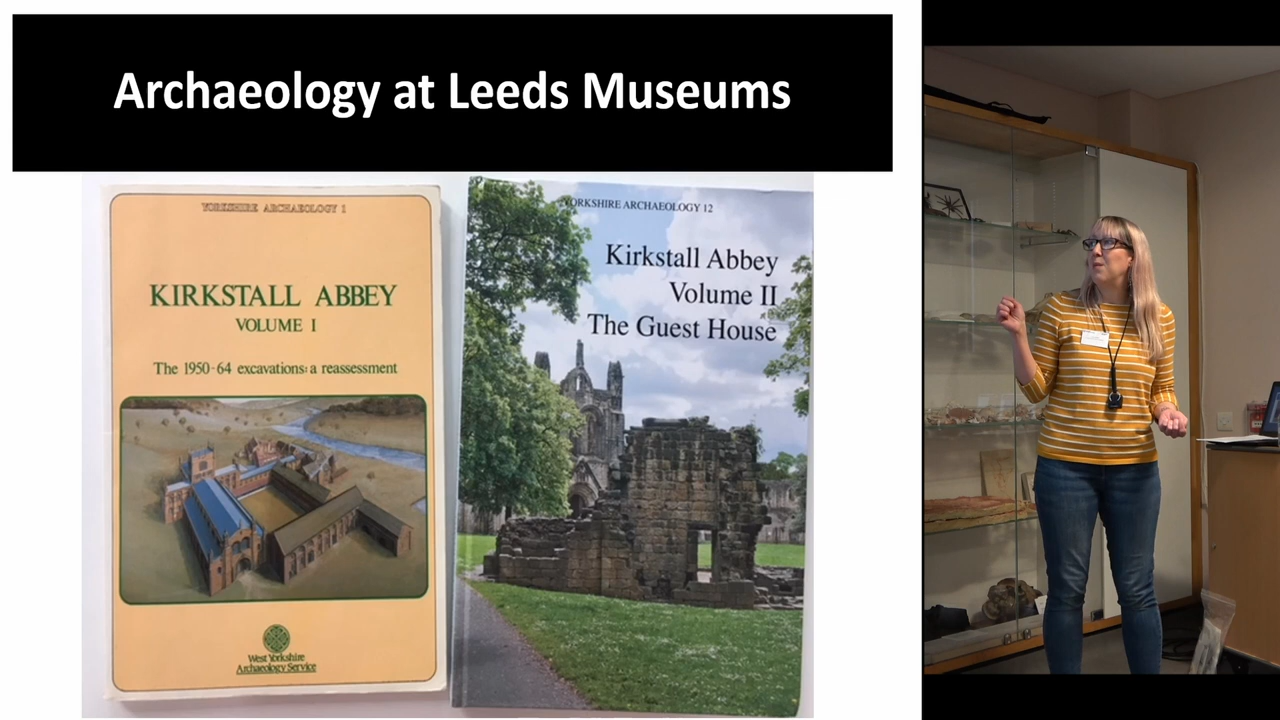 Archaeology at Leeds Museums
YORKSHIRE ARCHAEOLOGY 1
KIRKSTALL ABBEY
VOLUME I
The 1950-64 excavations: a reassessment
West Yorkshire
Archaeology Service
YORKSHIRE ARCHAEOLOGY 12
Kirkstall Abbey
Volume II
The Guest House